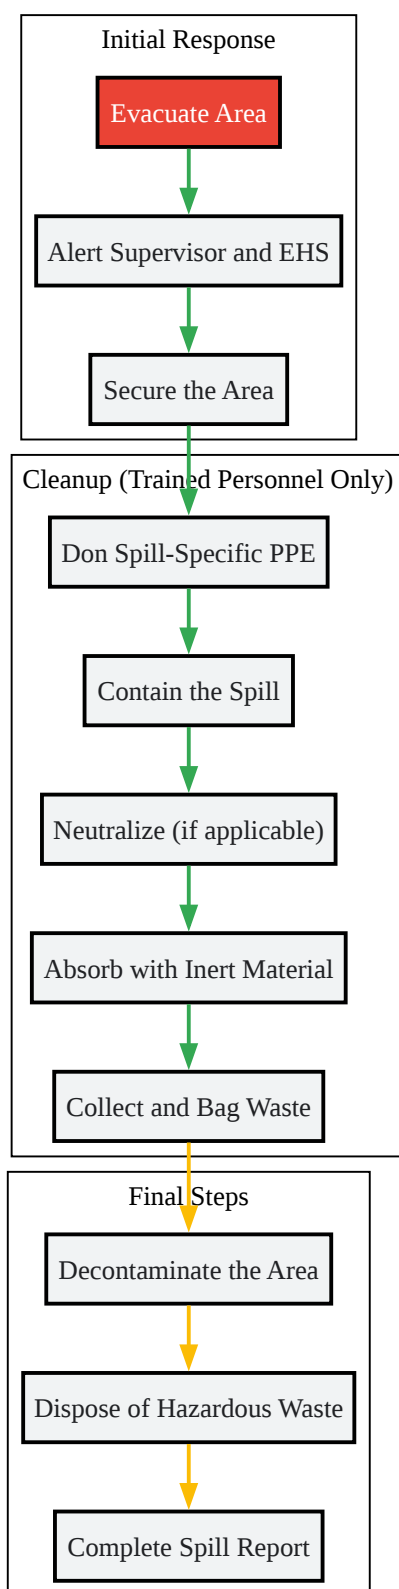 Initial Response
Evacuate Area
Alert Supervisor and EHS
Secure the Area
Cleanup (Trained Personnel Only)
Don Spill-Specific PPE
Contain the Spill
Neutralize (if applicable)
Absorb with Inert Material
Collect and Bag Waste
Final Steps
Decontaminate the Area
Dispose of Hazardous Waste
Complete Spill Report